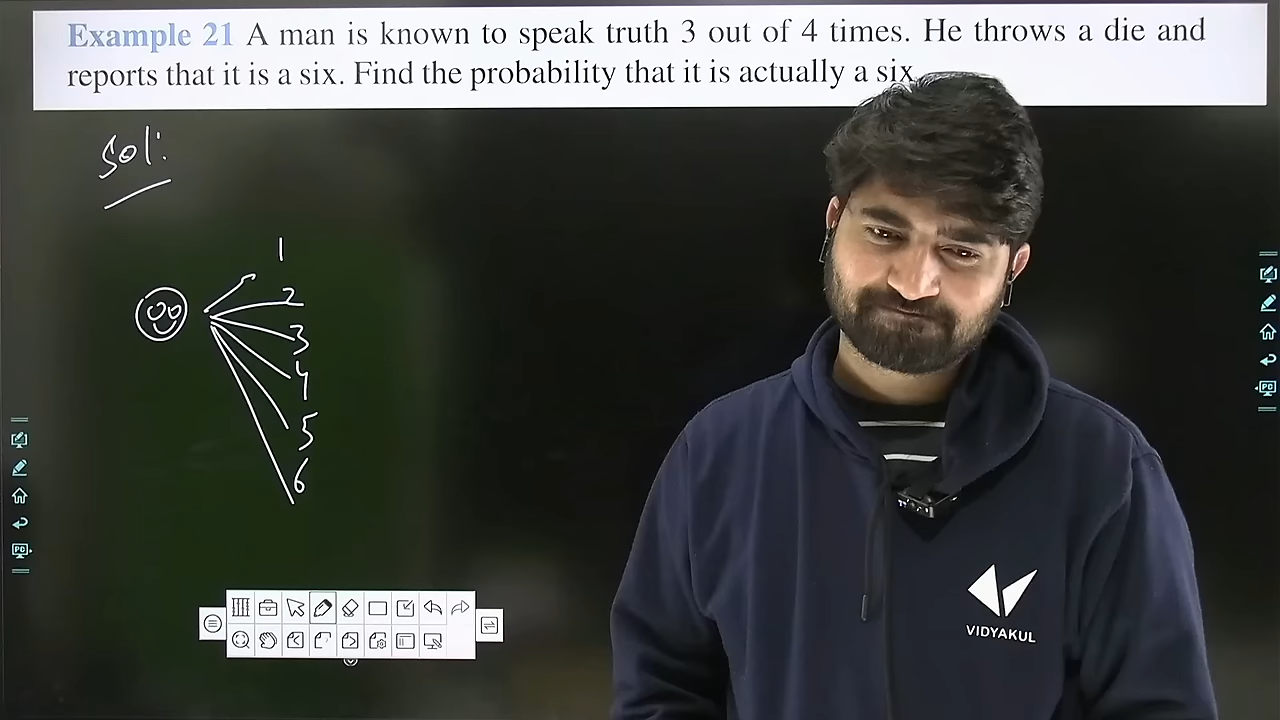 Example 21 A man is known to speak truth 3 out of 4 times. He throws a die and
reports that it is a six. Find the probability that it is actually a six
Sol:
1
2
3
4
5
6
VIDYAKUL